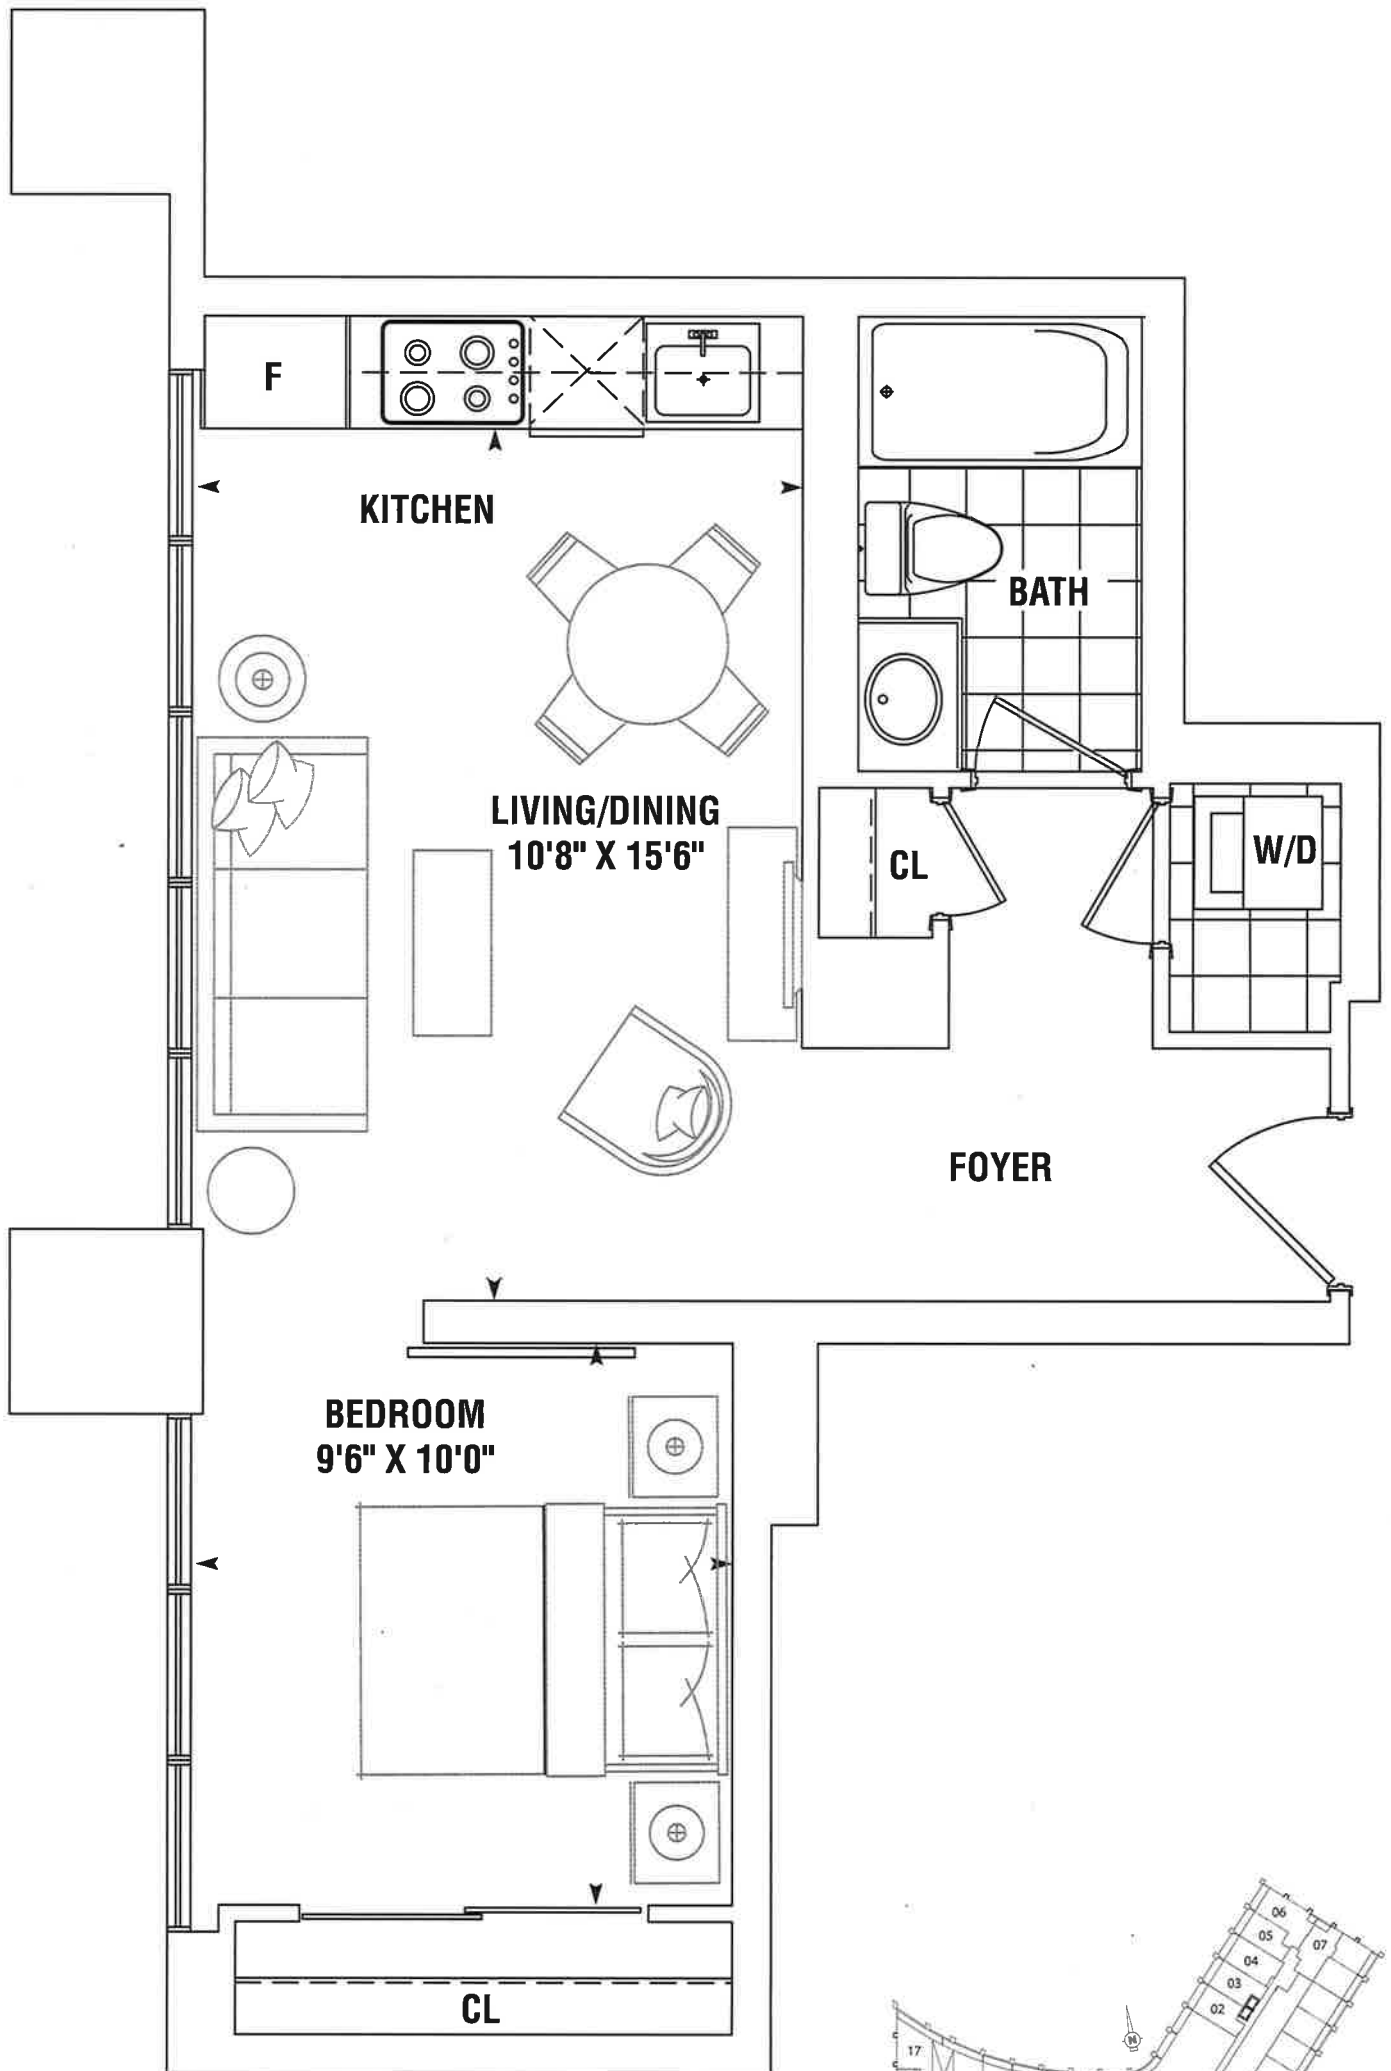 F
KITCHEN
BATH
LIVING/DINING
10'8" X 15'6"
CL
W/D
FOYER
BEDROOM
9'6" X 10'0"
CL
06
05
07
04
03
02
N
17